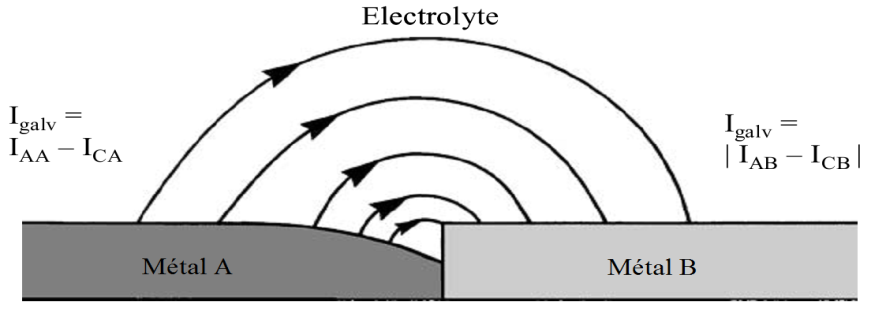 Electrolyte
I_galv =
I_AA – I_CA
I_galv =
| I_AB – I_CB |
Métal A
Métal B